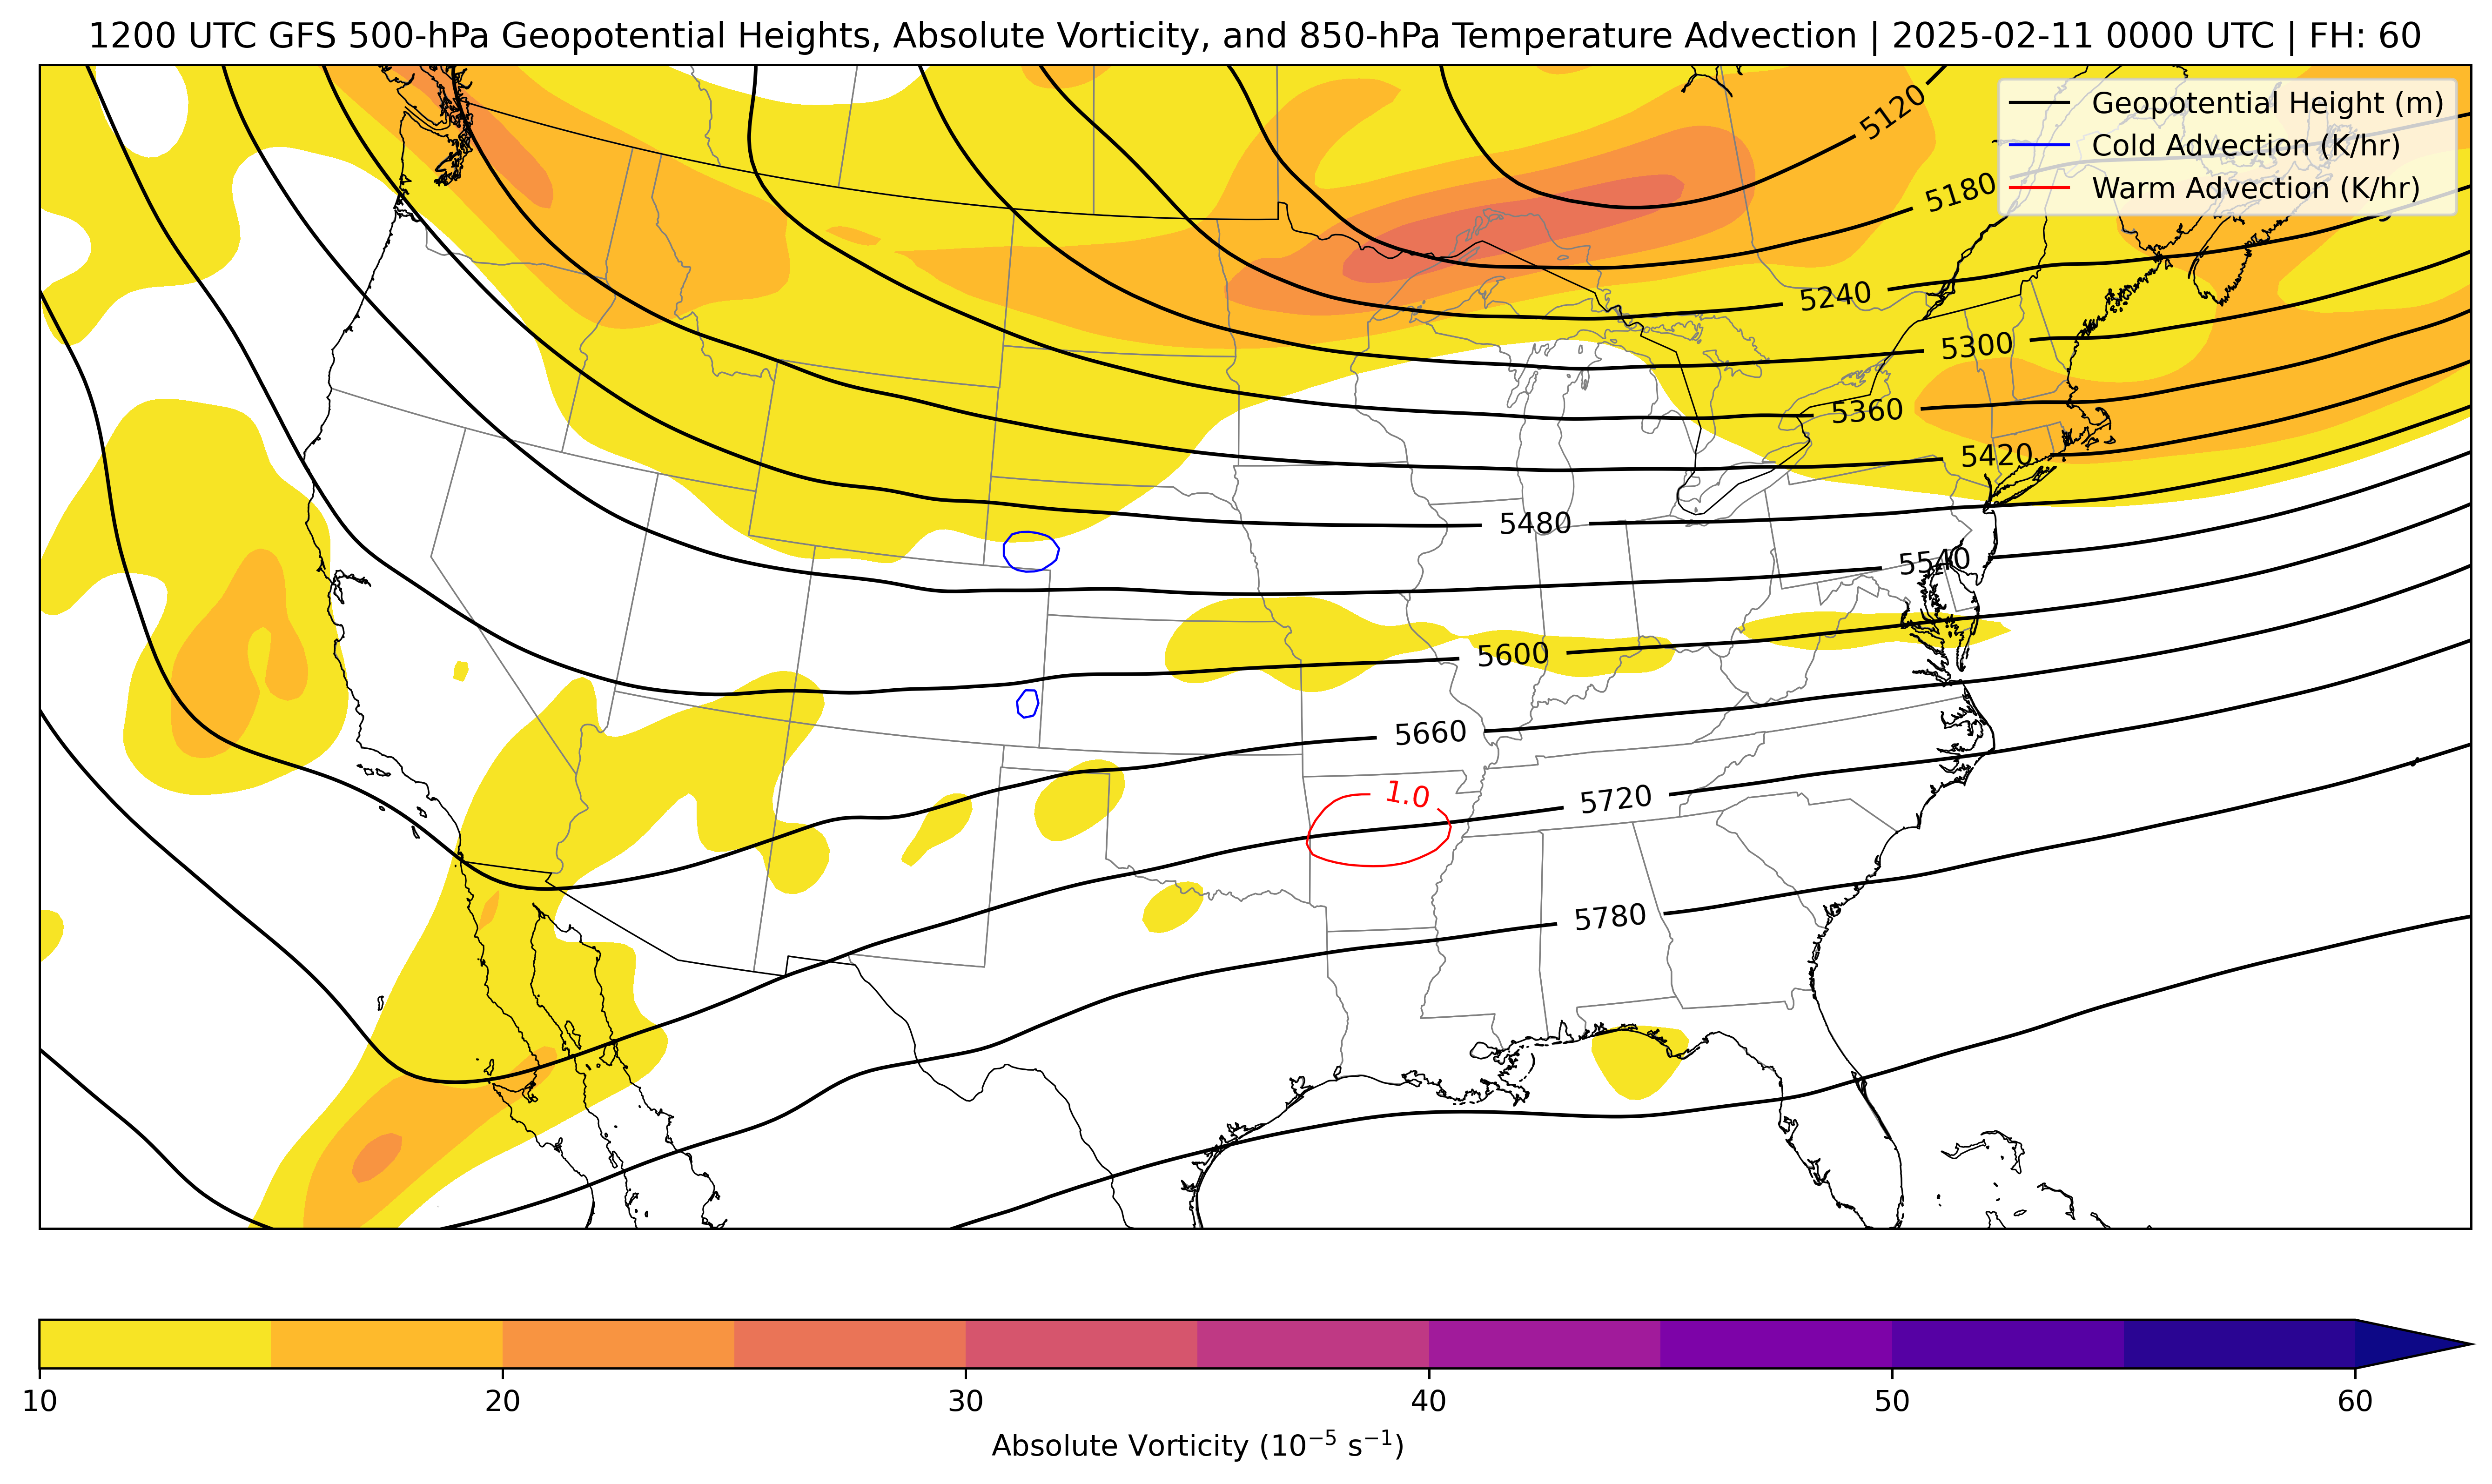 1200 UTC GFS 500-hPa Geopotential Heights, Absolute Vorticity, and 850-hPa Temperature Advection | 2025-02-11 0000 UTC | FH: 60
Geopotential Height (m)
Cold Advection (K/hr)
Warm Advection (K/hr)
5120
5180
5240
5300
5360
5420
5480
5540
5600
5660
5720
1.0
5780
10 20 30 40 50 60
Absolute Vorticity (10⁻⁵ s⁻¹)